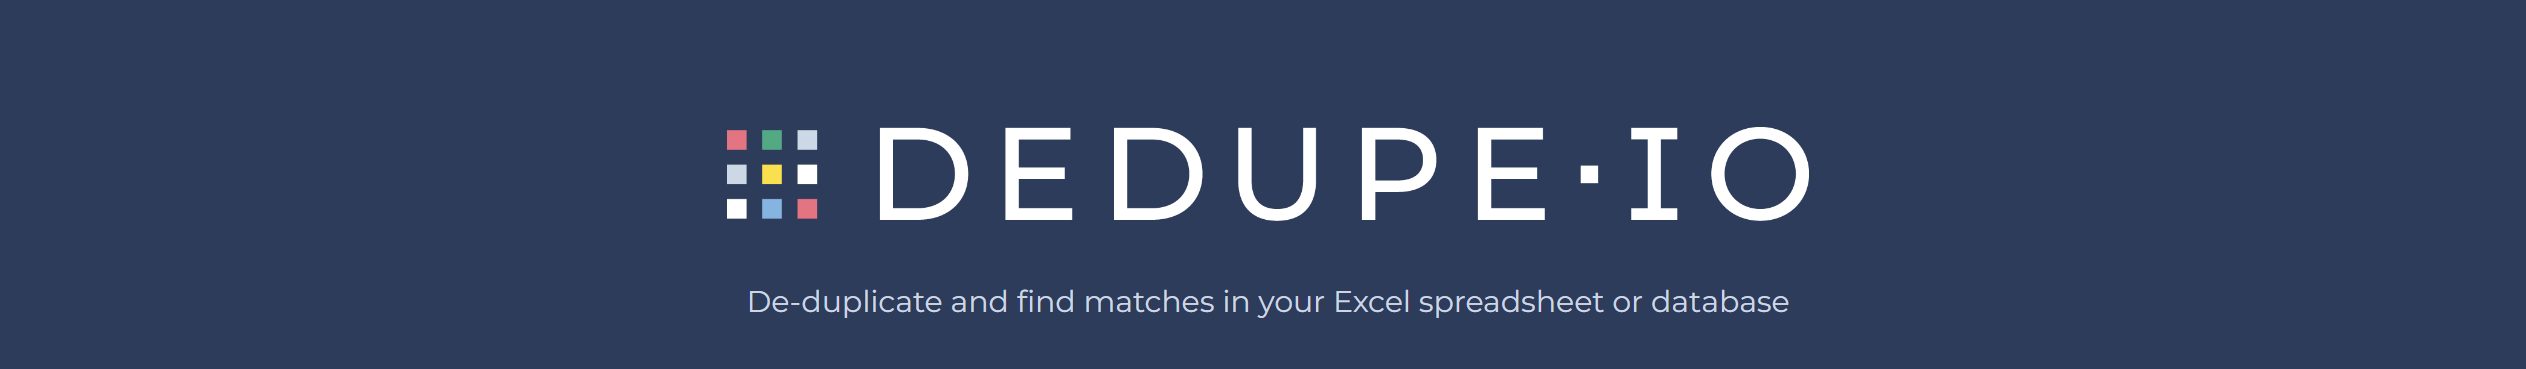 DEDUPE·IO
De-duplicate and find matches in your Excel spreadsheet or database